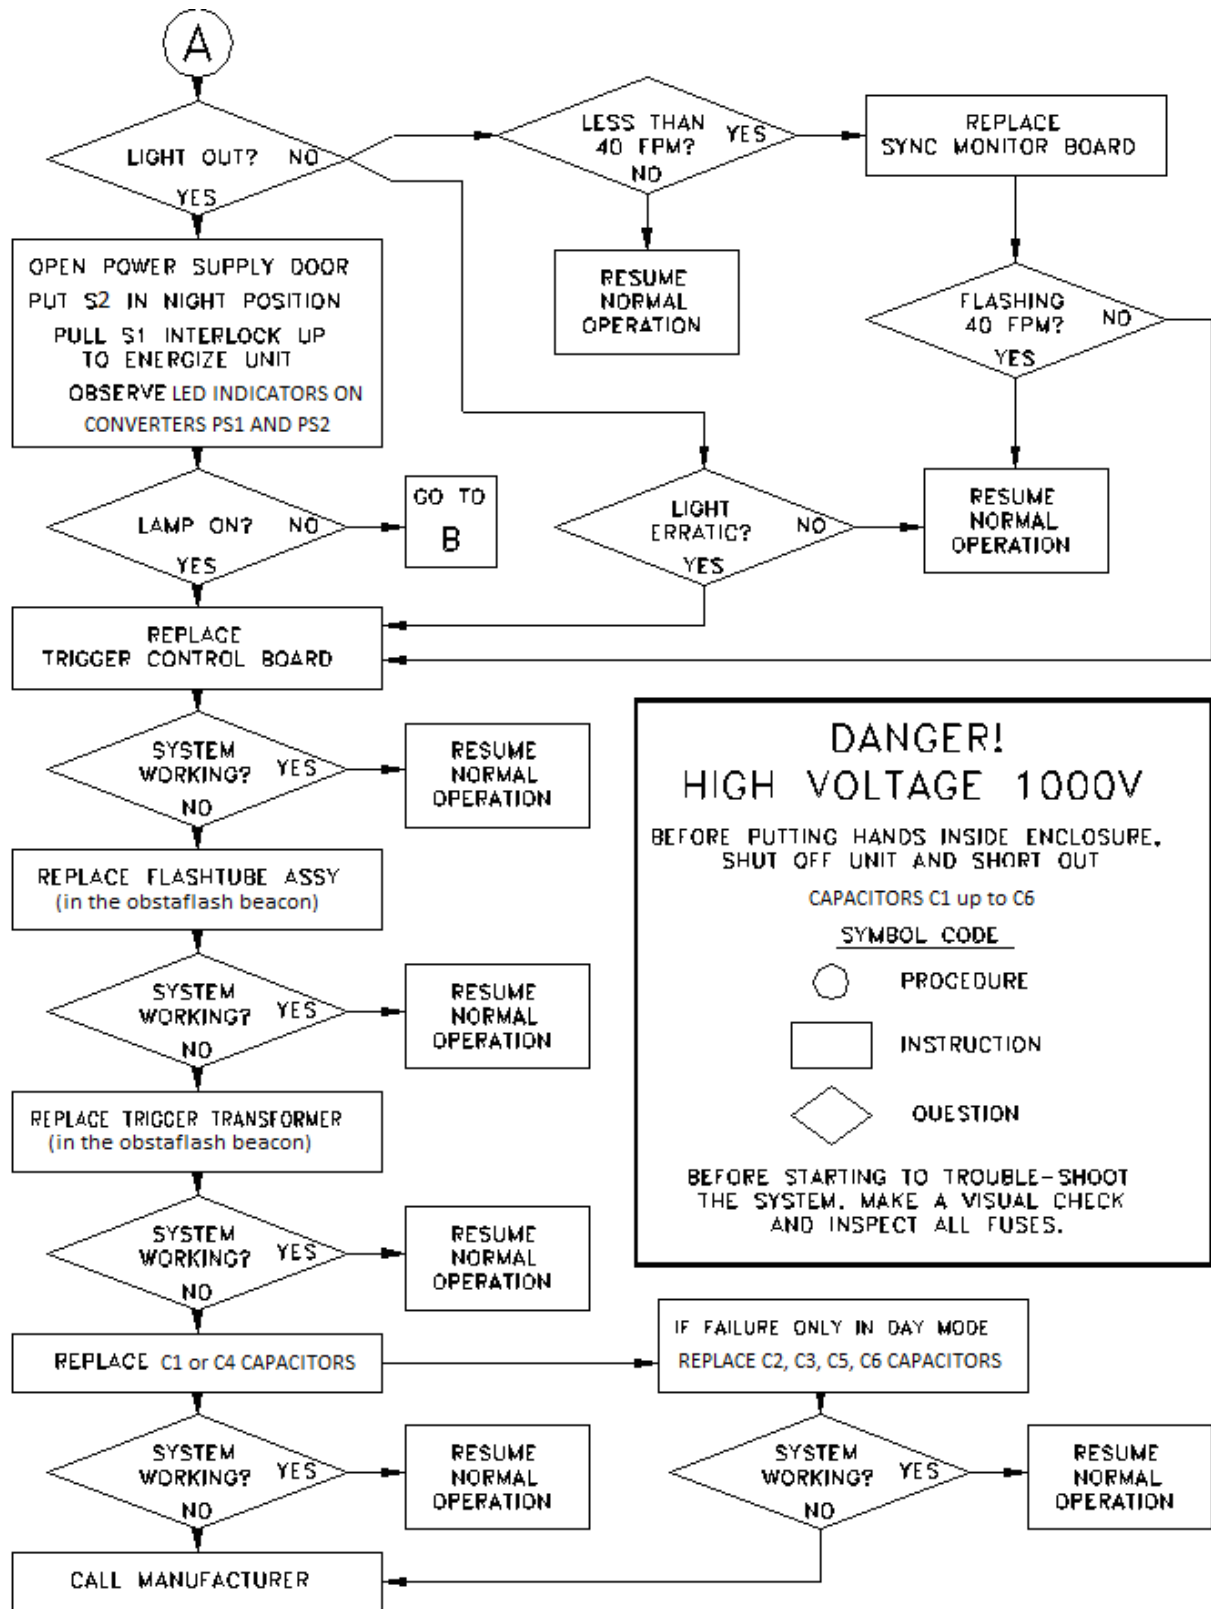 A
LIGHT OUT?
NO
YES
LESS THAN
40 FPM?
YES
NO
REPLACE
SYNC MONITOR BOARD
RESUME
NORMAL
OPERATION
FLASHING
40 FPM?
NO
YES
OPEN POWER SUPPLY DOOR
PUT S2 IN NIGHT POSITION
PULL S1 INTERLOCK UP
TO ENERGIZE UNIT
OBSERVE LED INDICATORS ON
CONVERTERS PS1 AND PS2
LAMP ON?
NO
YES
GO TO
B
LIGHT
ERRATIC?
NO
YES
RESUME
NORMAL
OPERATION
REPLACE
TRIGGER CONTROL BOARD
SYSTEM
WORKING?
YES
NO
RESUME
NORMAL
OPERATION
REPLACE FLASHTUBE ASSY
(in the obstaflash beacon)
SYSTEM
WORKING?
YES
NO
RESUME
NORMAL
OPERATION
REPLACE TRIGGER TRANSFORMER
(in the obstaflash beacon)
SYSTEM
WORKING?
YES
NO
RESUME
NORMAL
OPERATION
DANGER!
HIGH VOLTAGE 1000V
BEFORE PUTTING HANDS INSIDE ENCLOSURE,
SHUT OFF UNIT AND SHORT OUT
CAPACITORS C1 up to C6
SYMBOL CODE
PROCEDURE
INSTRUCTION
QUESTION
BEFORE STARTING TO TROUBLE-SHOOT
THE SYSTEM, MAKE A VISUAL CHECK
AND INSPECT ALL FUSES.
REPLACE C1 or C4 CAPACITORS
IF FAILURE ONLY IN DAY MODE
REPLACE C2, C3, C5, C6 CAPACITORS
SYSTEM
WORKING?
YES
NO
RESUME
NORMAL
OPERATION
SYSTEM
WORKING?
YES
NO
RESUME
NORMAL
OPERATION
CALL MANUFACTURER